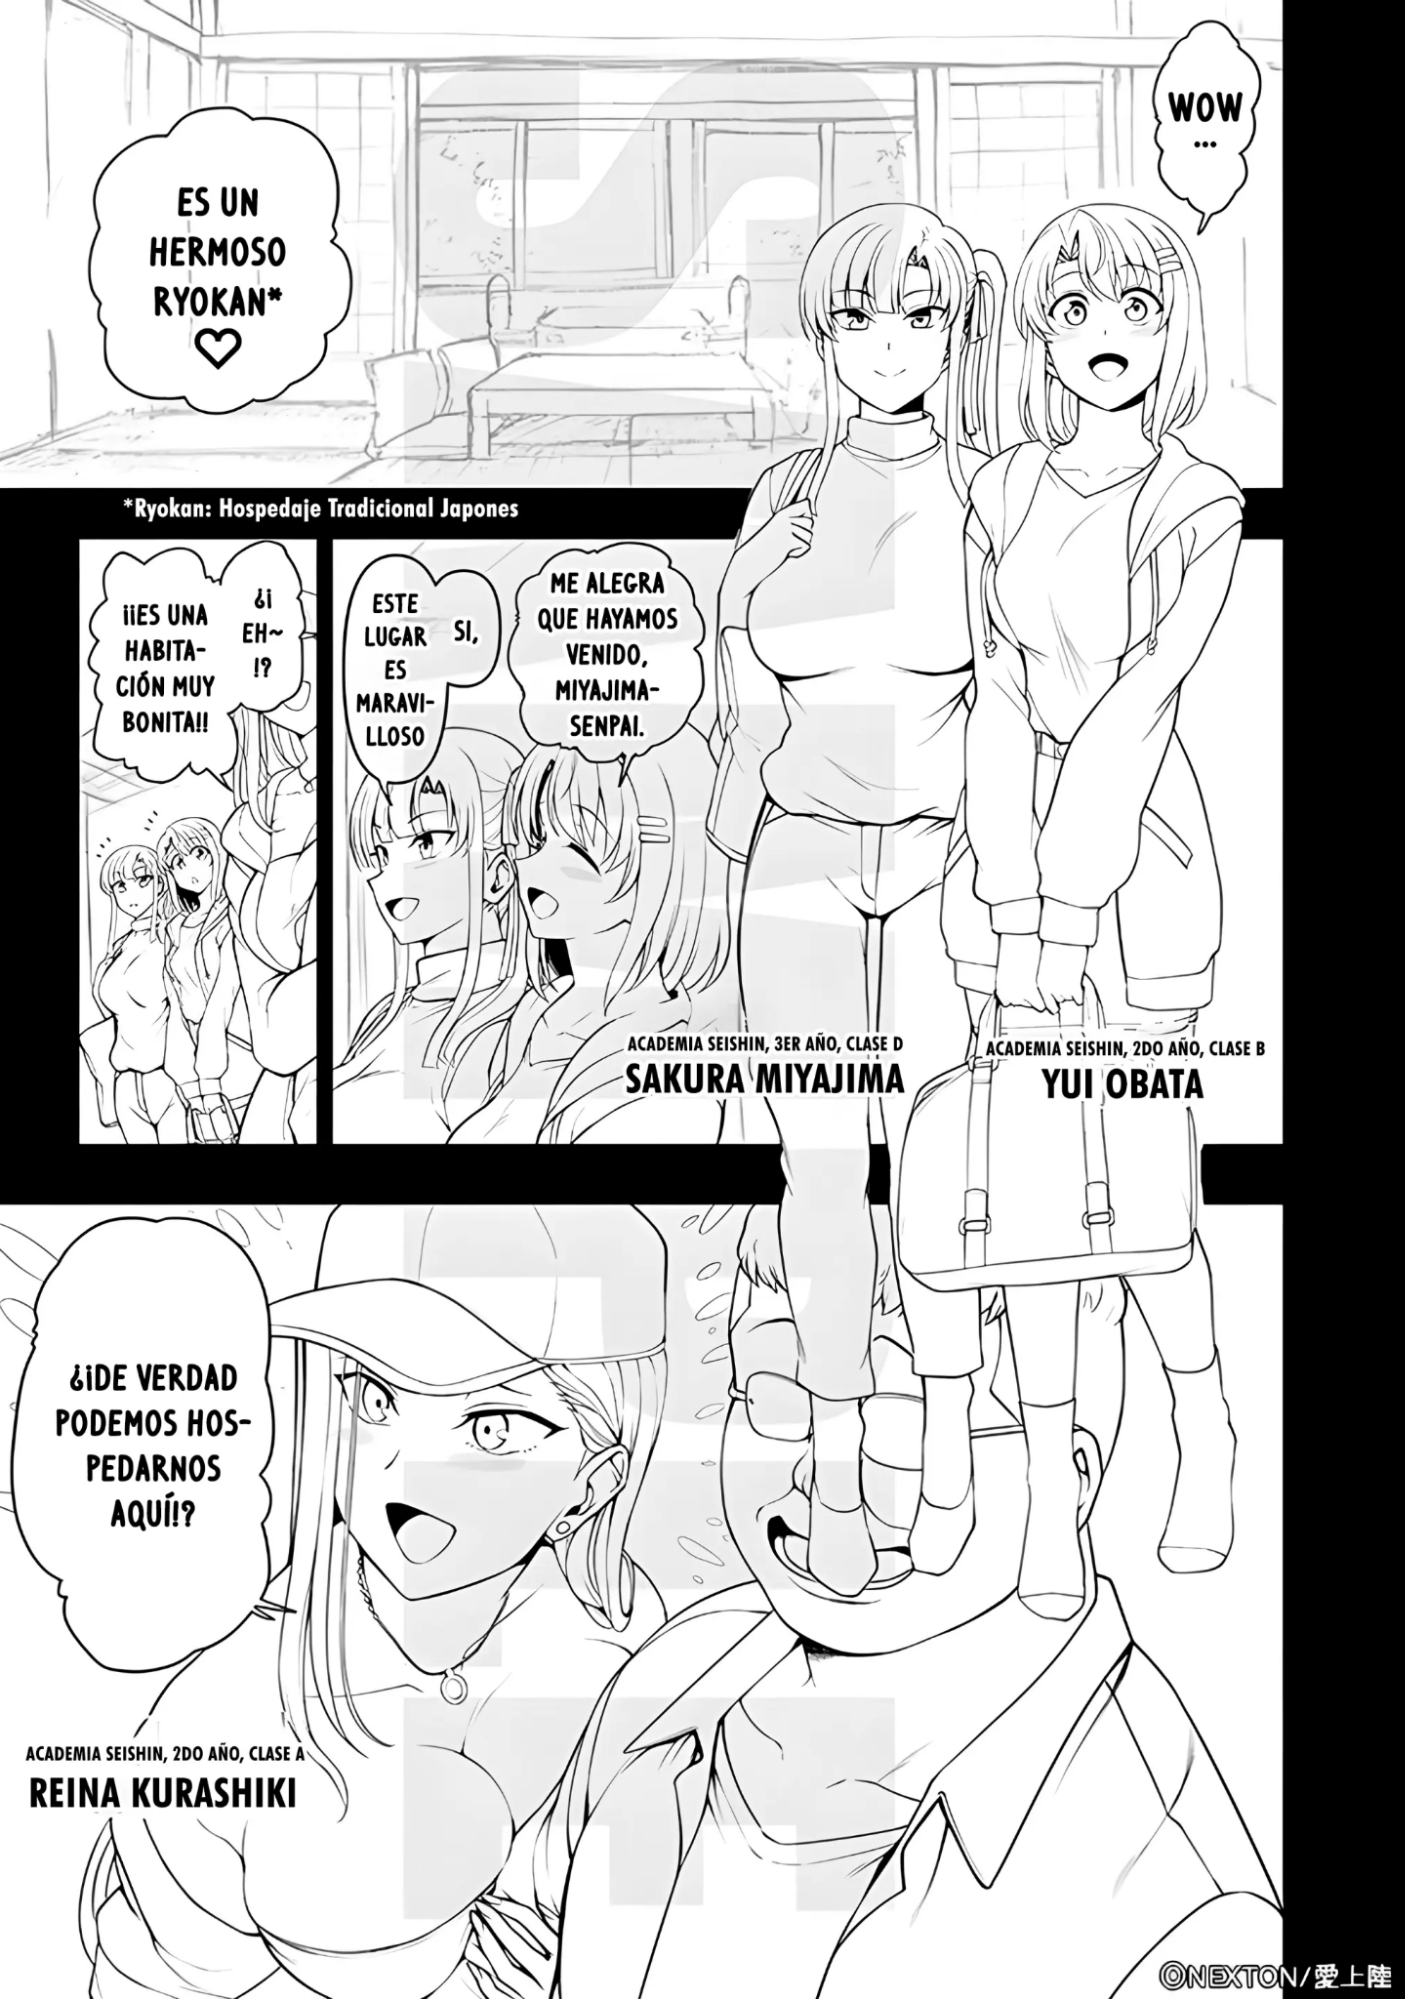 WOW
...
ES UN
HERMOSO
RYOKAN*
♡
*Ryokan: Hospedaje Tradicional Japones
ME ALEGRA
QUE HAYAMOS
VENIDO,
MIYAJIMA-
SENPAI.
SI,
ESTE
LUGAR
ES
MARAVI-
LLOSO
¿¡
EH~
!?
¡¡ES UNA
HABITA-
CIÓN MUY
BONITA!!
ACADEMIA SEISHIN, 3ER AÑO, CLASE D
SAKURA MIYAJIMA
ACADEMIA SEISHIN, 2DO AÑO, CLASE B
YUI OBATA
¿¡DE VERDAD
PODEMOS HOS-
PEDARNOS
AQUÍ!?
ACADEMIA SEISHIN, 2DO AÑO, CLASE A
REINA KURASHIKI
©NEXTON/愛上陸